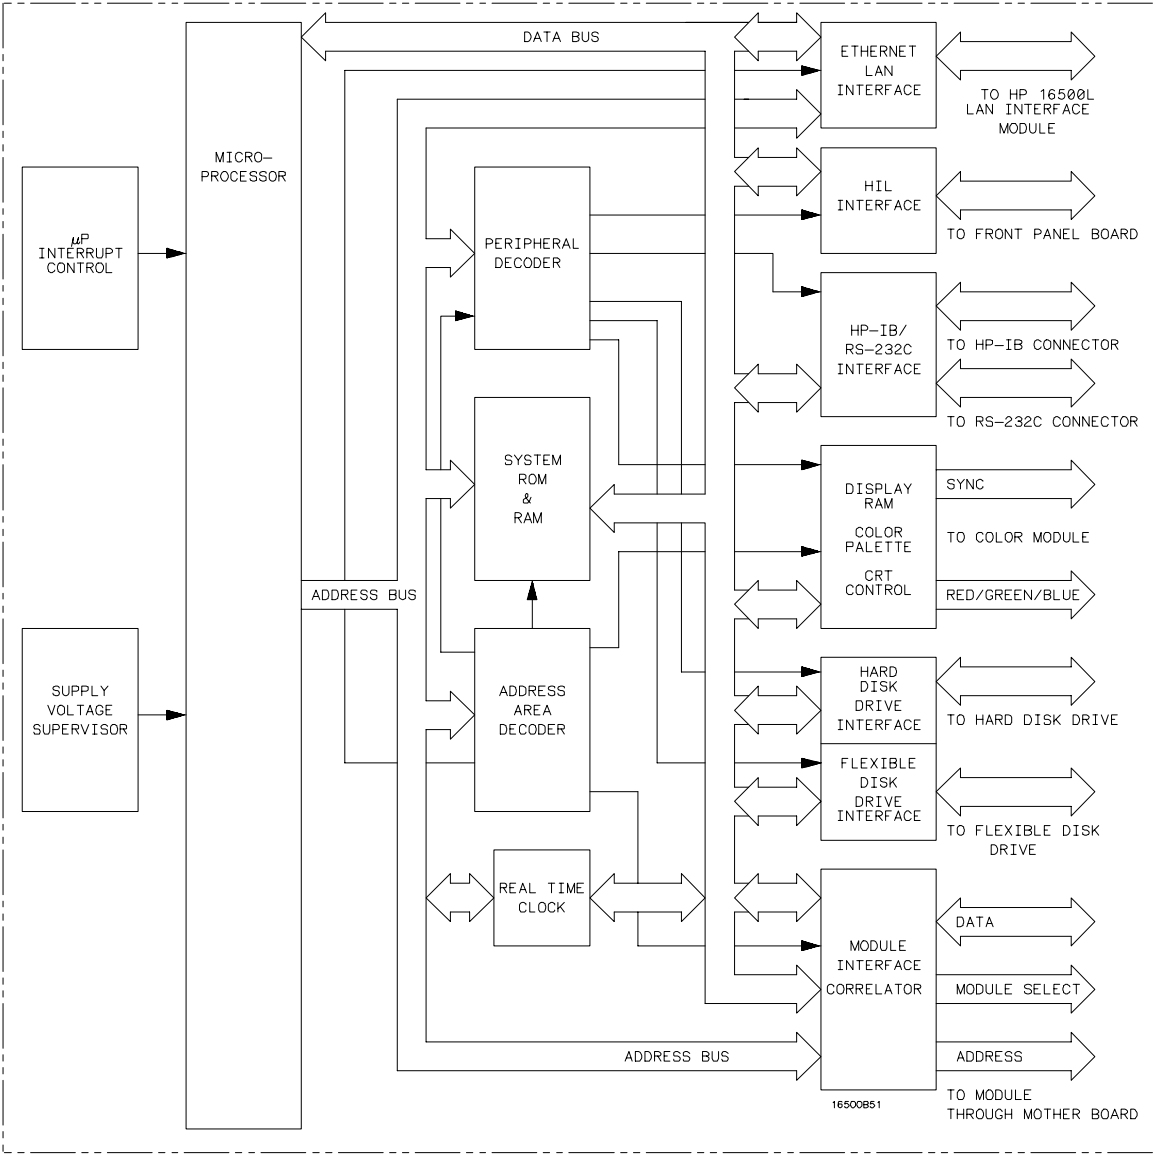 DATA BUS
ETHERNET
LAN
INTERFACE
TO HP 16500L
LAN INTERFACE
MODULE
MICRO-
PROCESSOR
HIL
INTERFACE
TO FRONT PANEL BOARD
μP
INTERRUPT
CONTROL
PERIPHERAL
DECODER
HP-IB/
RS-232C
INTERFACE
TO HP-IB CONNECTOR
TO RS-232C CONNECTOR
SYSTEM
ROM
&
RAM
DISPLAY
RAM
COLOR
PALETTE
CRT
CONTROL
SYNC
TO COLOR MODULE
RED/GREEN/BLUE
ADDRESS BUS
SUPPLY
VOLTAGE
SUPERVISOR
ADDRESS
AREA
DECODER
HARD
DISK
DRIVE
INTERFACE
TO HARD DISK DRIVE
FLEXIBLE
DISK
DRIVE
INTERFACE
TO FLEXIBLE DISK
DRIVE
REAL TIME
CLOCK
MODULE
INTERFACE
CORRELATOR
DATA
MODULE SELECT
ADDRESS BUS
ADDRESS
16500B51
TO MODULE
THROUGH MOTHER BOARD